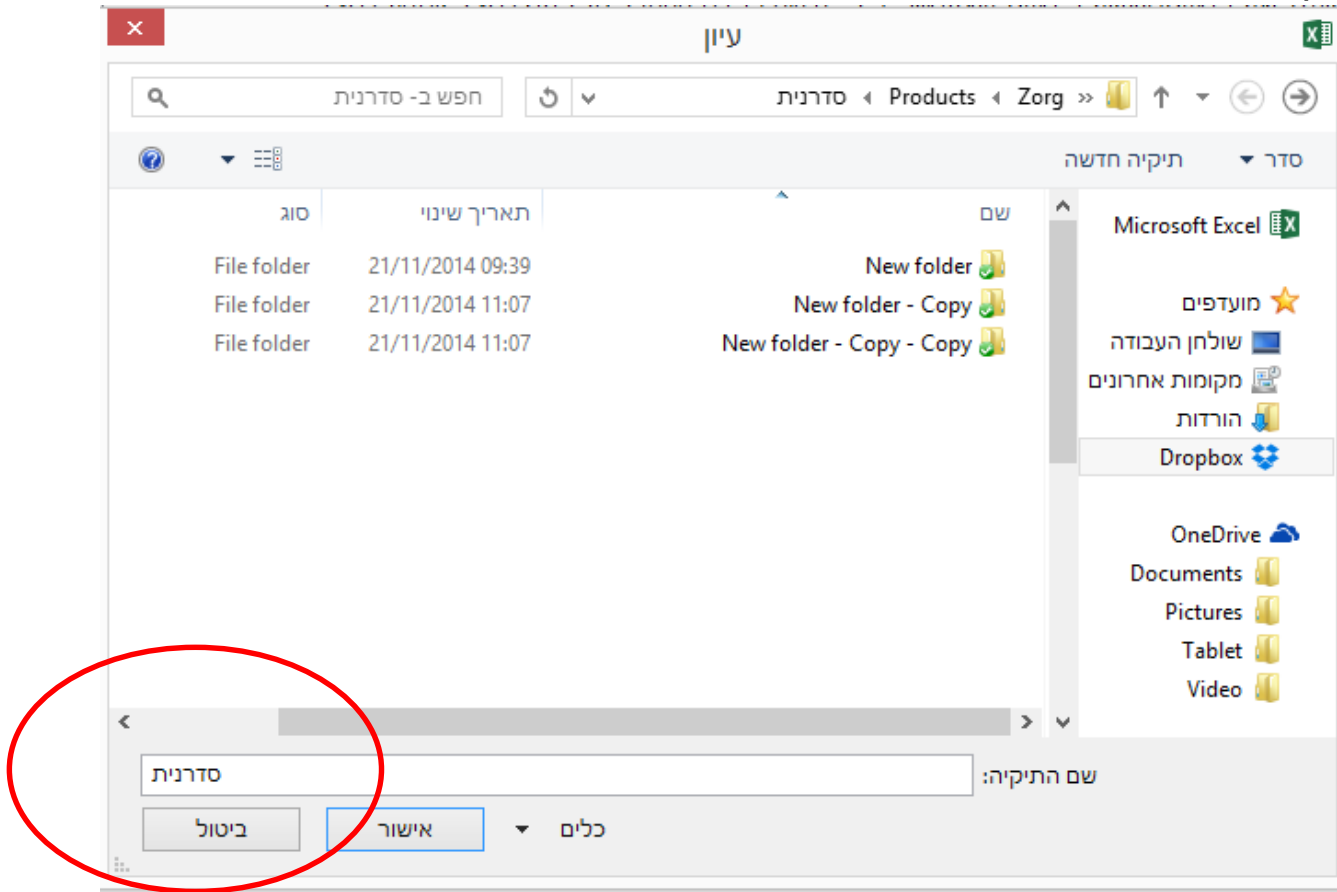 עיון
Zorg Products סדרנית
חפש ב- סדרנית
סדר תיקיה חדשה
Microsoft Excel
מועדפים
שולחן העבודה
מקומות אחרונים
הורדות
Dropbox
OneDrive
Documents
Pictures
Tablet
Video
שם תאריך שינוי סוג
New folder 21/11/2014 09:39 File folder
New folder - Copy 21/11/2014 11:07 File folder
New folder - Copy - Copy 21/11/2014 11:07 File folder
שם התיקיה: סדרנית
כלים אישור ביטול